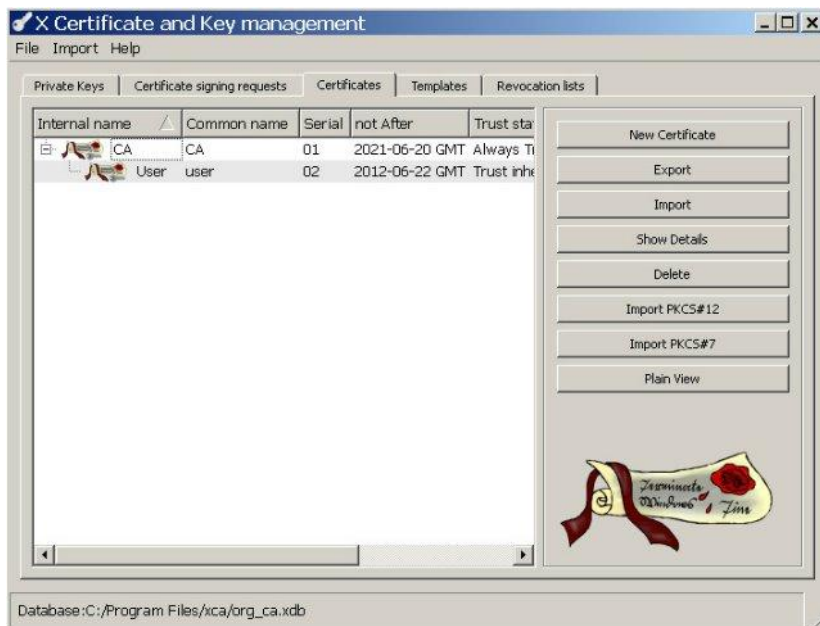 X Certificate and Key management
File Import Help
Private Keys Certificate signing requests Certificates Templates Revocation lists
Internal name Common name Serial not After Trust sta
CA CA 01 2021-06-20 GMT Always Tr
User user 02 2012-06-22 GMT Trust inhe
New Certificate
Export
Import
Show Details
Delete
Import PKCS#12
Import PKCS#7
Plain View
Windows
Time
Database:C:/Program Files/xca/org_ca.xdb